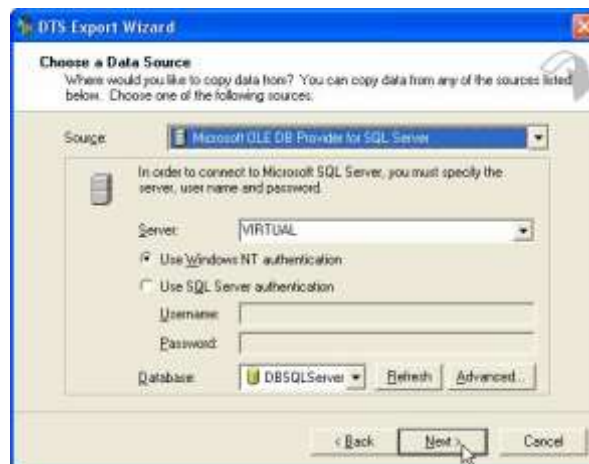 DTS Export Wizard
Choose a Data Source
Where would you like to copy data from? You can copy data from any of the sources listed
below. Choose one of the following sources.
Source: Microsoft OLE DB Provider for SQL Server
In order to connect to Microsoft SQL Server, you must specify the
server, user name and password.
Server: VIRTUAL
Use Windows NT authentication
Use SQL Server authentication
Username:
Password:
Database: DBSQLServer Refresh Advanced...
< Back Next > Cancel